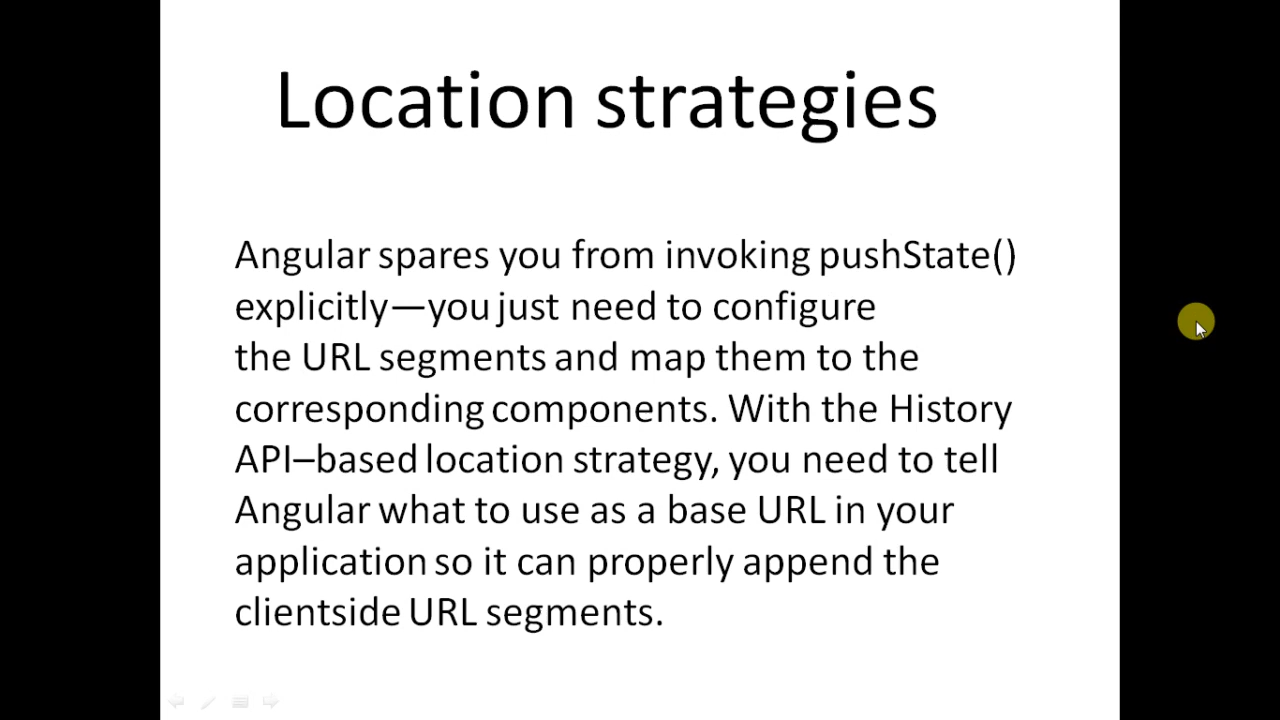 Location strategies
Angular spares you from invoking pushState()
explicitly—you just need to configure
the URL segments and map them to the
corresponding components. With the History
API–based location strategy, you need to tell
Angular what to use as a base URL in your
application so it can properly append the
clientside URL segments.